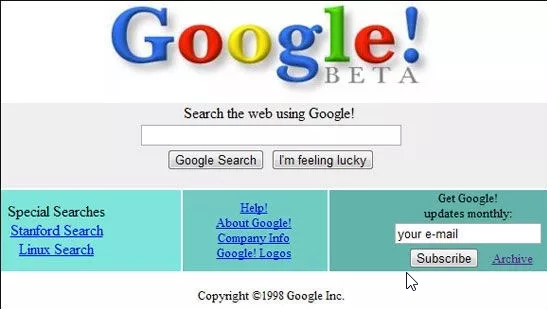 Google!
BETA
Search the web using Google!
Google Search
I'm feeling lucky
Special Searches
Stanford Search
Linux Search
Help!
About Google!
Company Info
Google! Logos
Get Google!
updates monthly:
your e-mail
Subscribe
Archive
Copyright ©1998 Google Inc.